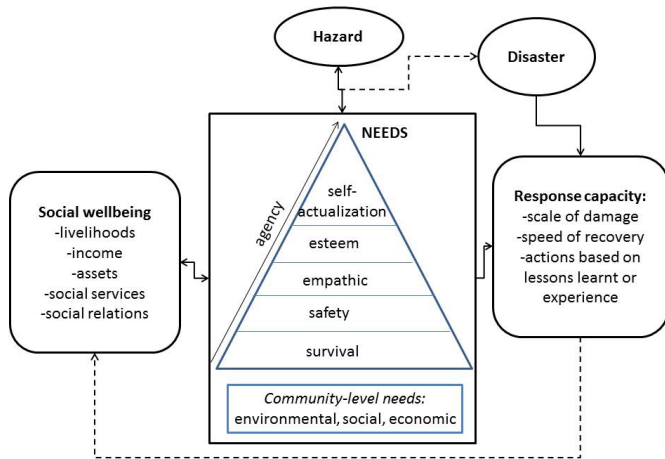 Hazard
Disaster
NEEDS
agency
self-
actualization
esteem
empathic
safety
survival
Community-level needs:
environmental, social, economic
Social wellbeing
-livelihoods
-income
-assets
-social services
-social relations
Response capacity:
-scale of damage
-speed of recovery
-actions based on
lessons learnt or
experience